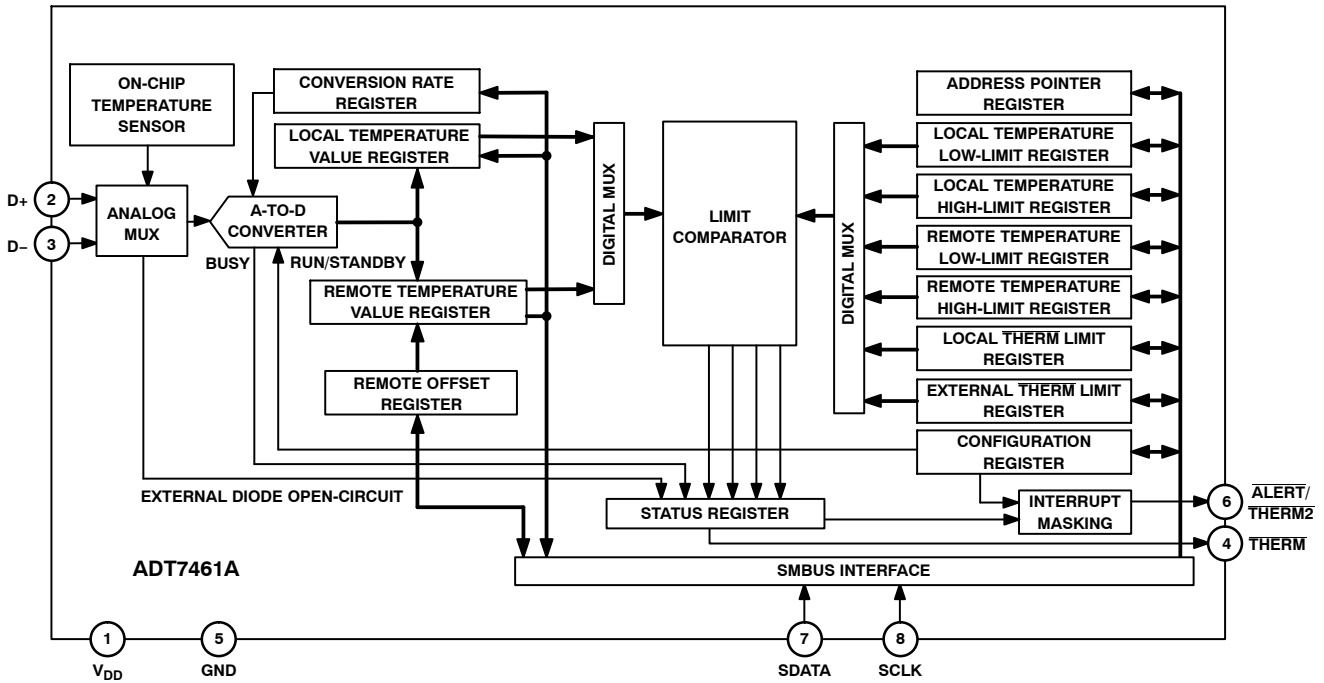 ON-CHIP
TEMPERATURE
SENSOR
CONVERSION RATE
REGISTER
LOCAL TEMPERATURE
VALUE REGISTER
D+
2
D–
3
ANALOG
MUX
A-TO-D
CONVERTER
BUSY
RUN/STANDBY
REMOTE TEMPERATURE
VALUE REGISTER
REMOTE OFFSET
REGISTER
EXTERNAL DIODE OPEN-CIRCUIT
DIGITAL MUX
LIMIT
COMPARATOR
DIGITAL MUX
ADDRESS POINTER
REGISTER
LOCAL TEMPERATURE
LOW-LIMIT REGISTER
LOCAL TEMPERATURE
HIGH-LIMIT REGISTER
REMOTE TEMPERATURE
LOW-LIMIT REGISTER
REMOTE TEMPERATURE
HIGH-LIMIT REGISTER
LOCAL THERM LIMIT
REGISTER
EXTERNAL THERM LIMIT
REGISTER
CONFIGURATION
REGISTER
STATUS REGISTER
INTERRUPT
MASKING
6
ALERT/
THERM2
4
THERM
ADT7461A
SMBUS INTERFACE
1
VDD
5
GND
7
SDATA
8
SCLK